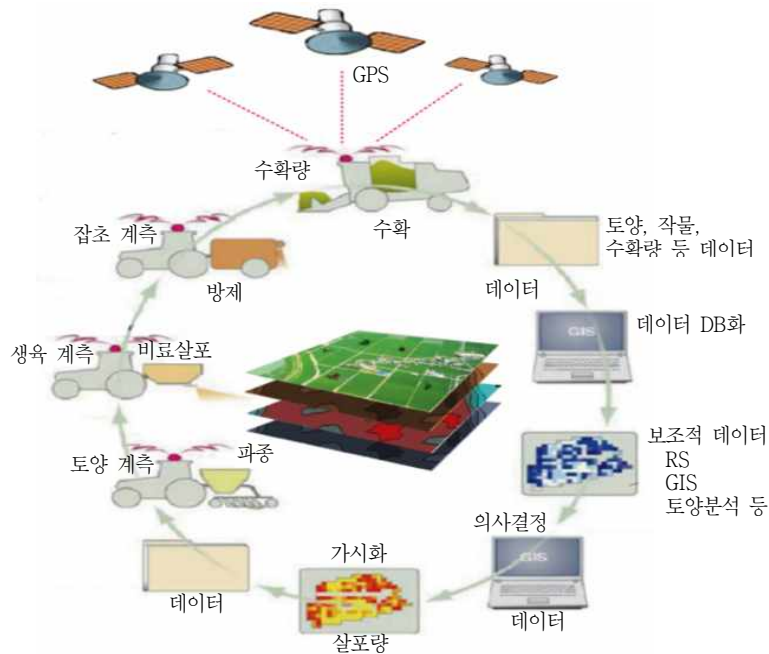 GPS
수확량
수확
잡초 계측
방제
토양, 작물,
수확량 등 데이터
데이터
GIS
데이터 DB화
생육 계측
비료살포
보조적 데이터
RS
GIS
토양분석 등
토양 계측
파종
의사결정
GIS
데이터
가시화
살포량
데이터